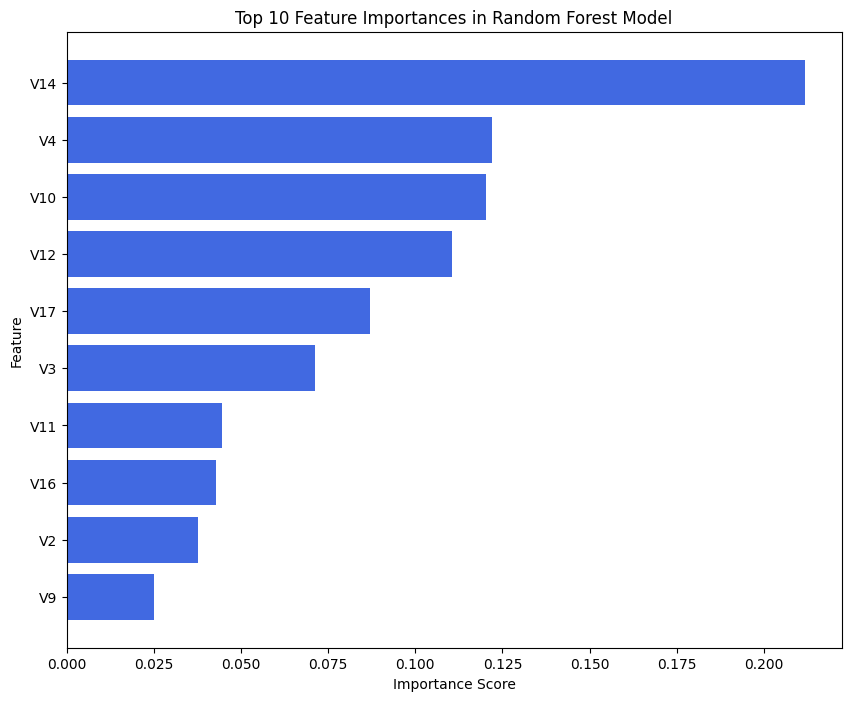 Top 10 Feature Importances in Random Forest Model
V14
V4
V10
V12
V17
V3
V11
V16
V2
V9
Feature
0.000 0.025 0.050 0.075 0.100 0.125 0.150 0.175 0.200
Importance Score